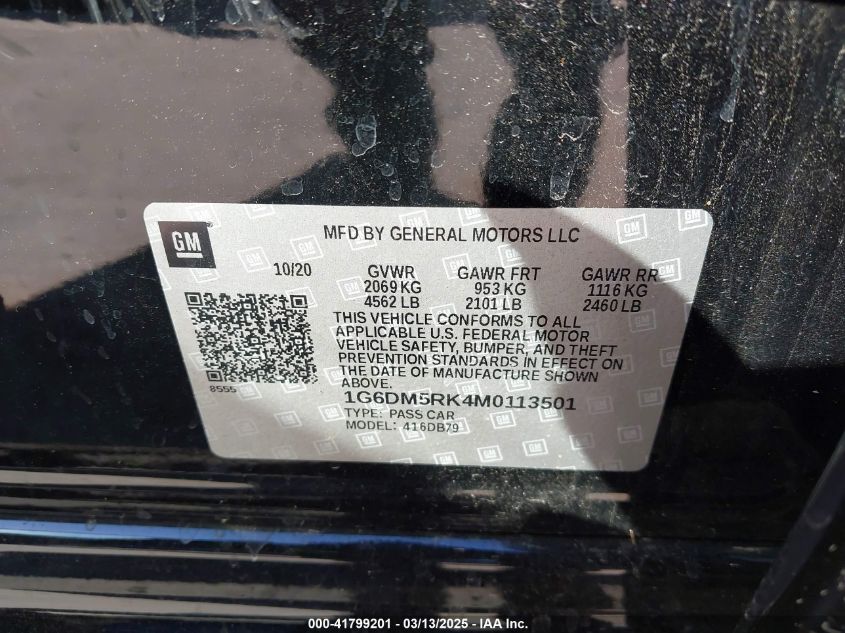 GM
MFD BY GENERAL MOTORS LLC
10/20 GVWR GAWR FRT GAWR RR
2069 KG 953 KG 1116 KG
4562 LB 2101 LB 2460 LB
THIS VEHICLE CONFORMS TO ALL
APPLICABLE U.S. FEDERAL MOTOR
VEHICLE SAFETY, BUMPER, AND THEFT
PREVENTION STANDARDS IN EFFECT ON
THE DATE OF MANUFACTURE SHOWN
ABOVE.
8555
1G6DM5RK4M0113501
TYPE: PASS CAR
MODEL: 416DB79
000-41799201 - 03/13/2025 - IAA Inc.